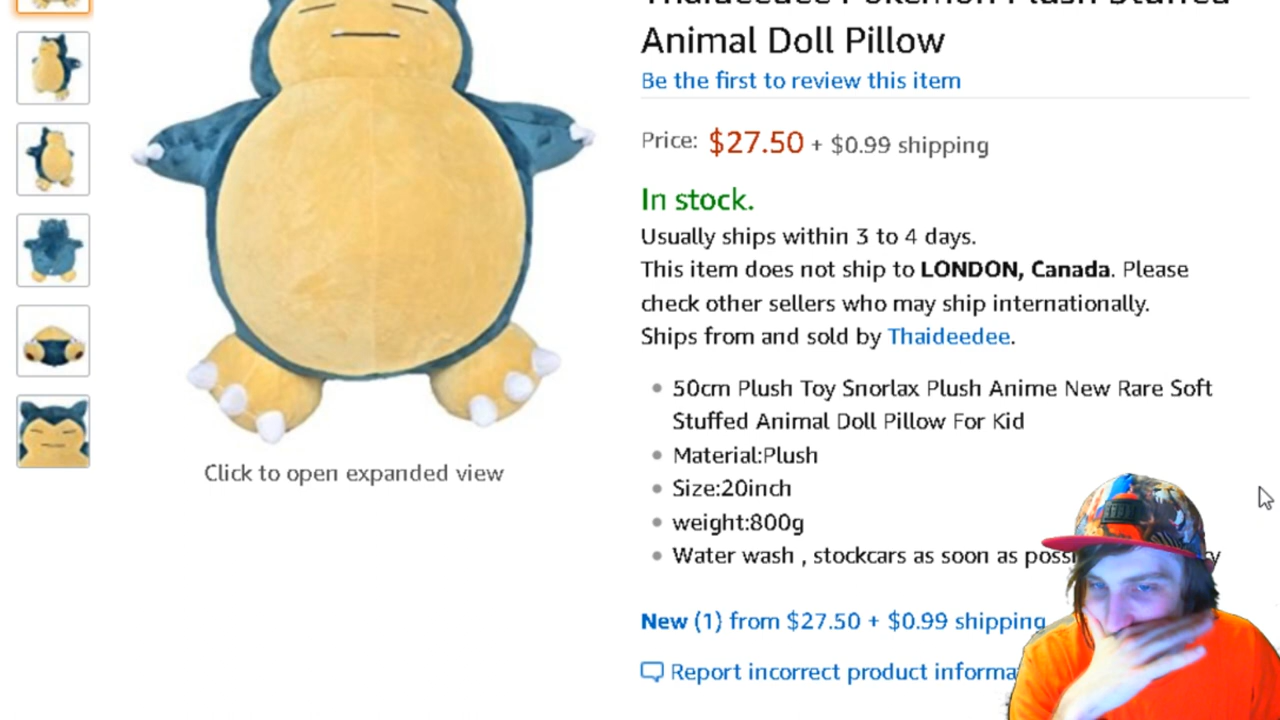 Thaideedee Pokemon Plush Stuffed
Animal Doll Pillow
Be the first to review this item
Price: $27.50 + $0.99 shipping
In stock.
Usually ships within 3 to 4 days.
This item does not ship to LONDON, Canada. Please
check other sellers who may ship internationally.
Ships from and sold by Thaideedee.
50cm Plush Toy Snorlax Plush Anime New Rare Soft
Stuffed Animal Doll Pillow For Kid
Material:Plush
Size:20inch
weight:800g
Water wash , stockcars as soon as
New (1) from $27.50 + $0.99 shipping
Report incorrect product
Click to open expanded view